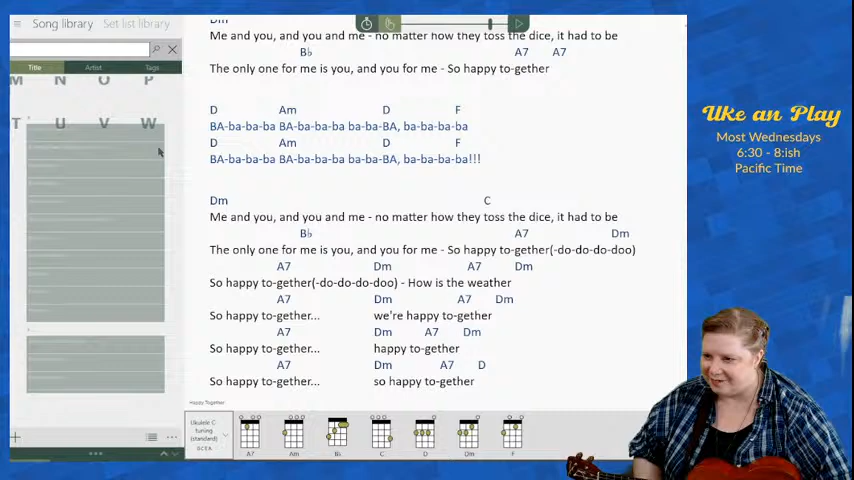 Song library Set list library
Title Artist Tags
M N O P
T U V W
Dm
Me and you, and you and me - no matter how they toss the dice, it had to be
Bb A7 A7
The only one for me is you, and you for me - So happy to-gether
D Am D F
BA-ba-ba-ba BA-ba-ba-ba ba-ba-BA, ba-ba-ba-ba
D Am D F
BA-ba-ba-ba BA-ba-ba-ba ba-ba-BA, ba-ba-ba-ba!!!
Dm C
Me and you, and you and me - no matter how they toss the dice, it had to be
Bb A7 Dm
The only one for me is you, and you for me - So happy to-gether(-do-do-do-doo)
A7 Dm A7 Dm
So happy to-gether(-do-do-do-doo) - How is the weather
A7 Dm A7 Dm
So happy to-gether... we're happy to-gether
A7 Dm A7 Dm
So happy to-gether... happy to-gether
A7 Dm A7 D
So happy to-gether... so happy to-gether
Happy Together
Ukulele C
tuning
(standard)
GCEA
A7 Am Bb C D Dm F
Uke an Play
Most Wednesdays
6:30 - 8:ish
Pacific Time